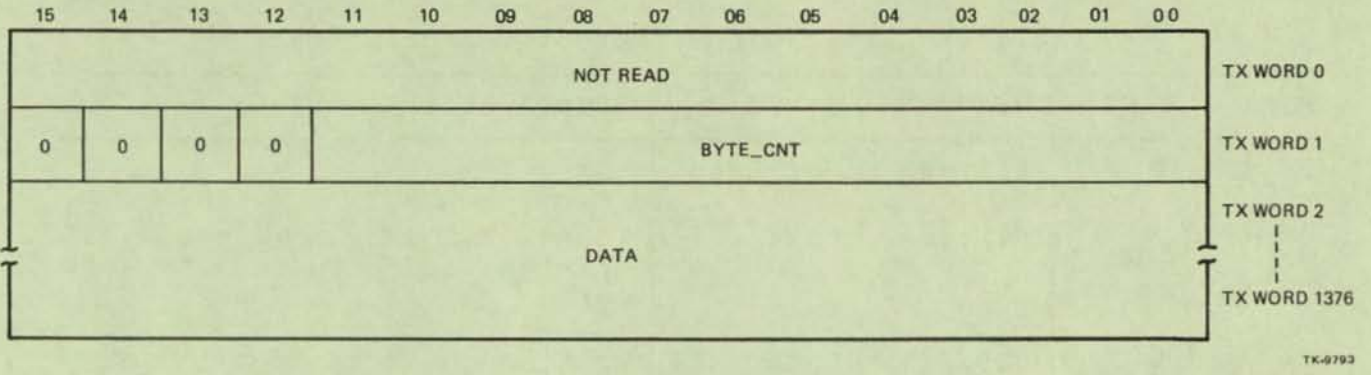 15 14 13 12 11 10 09 08 07 06 05 04 03 02 01 00
NOT READ TX WORD 0
0 0 0 0 BYTE_CNT TX WORD 1
TX WORD 2
DATA
TX WORD 1376
TK-9793